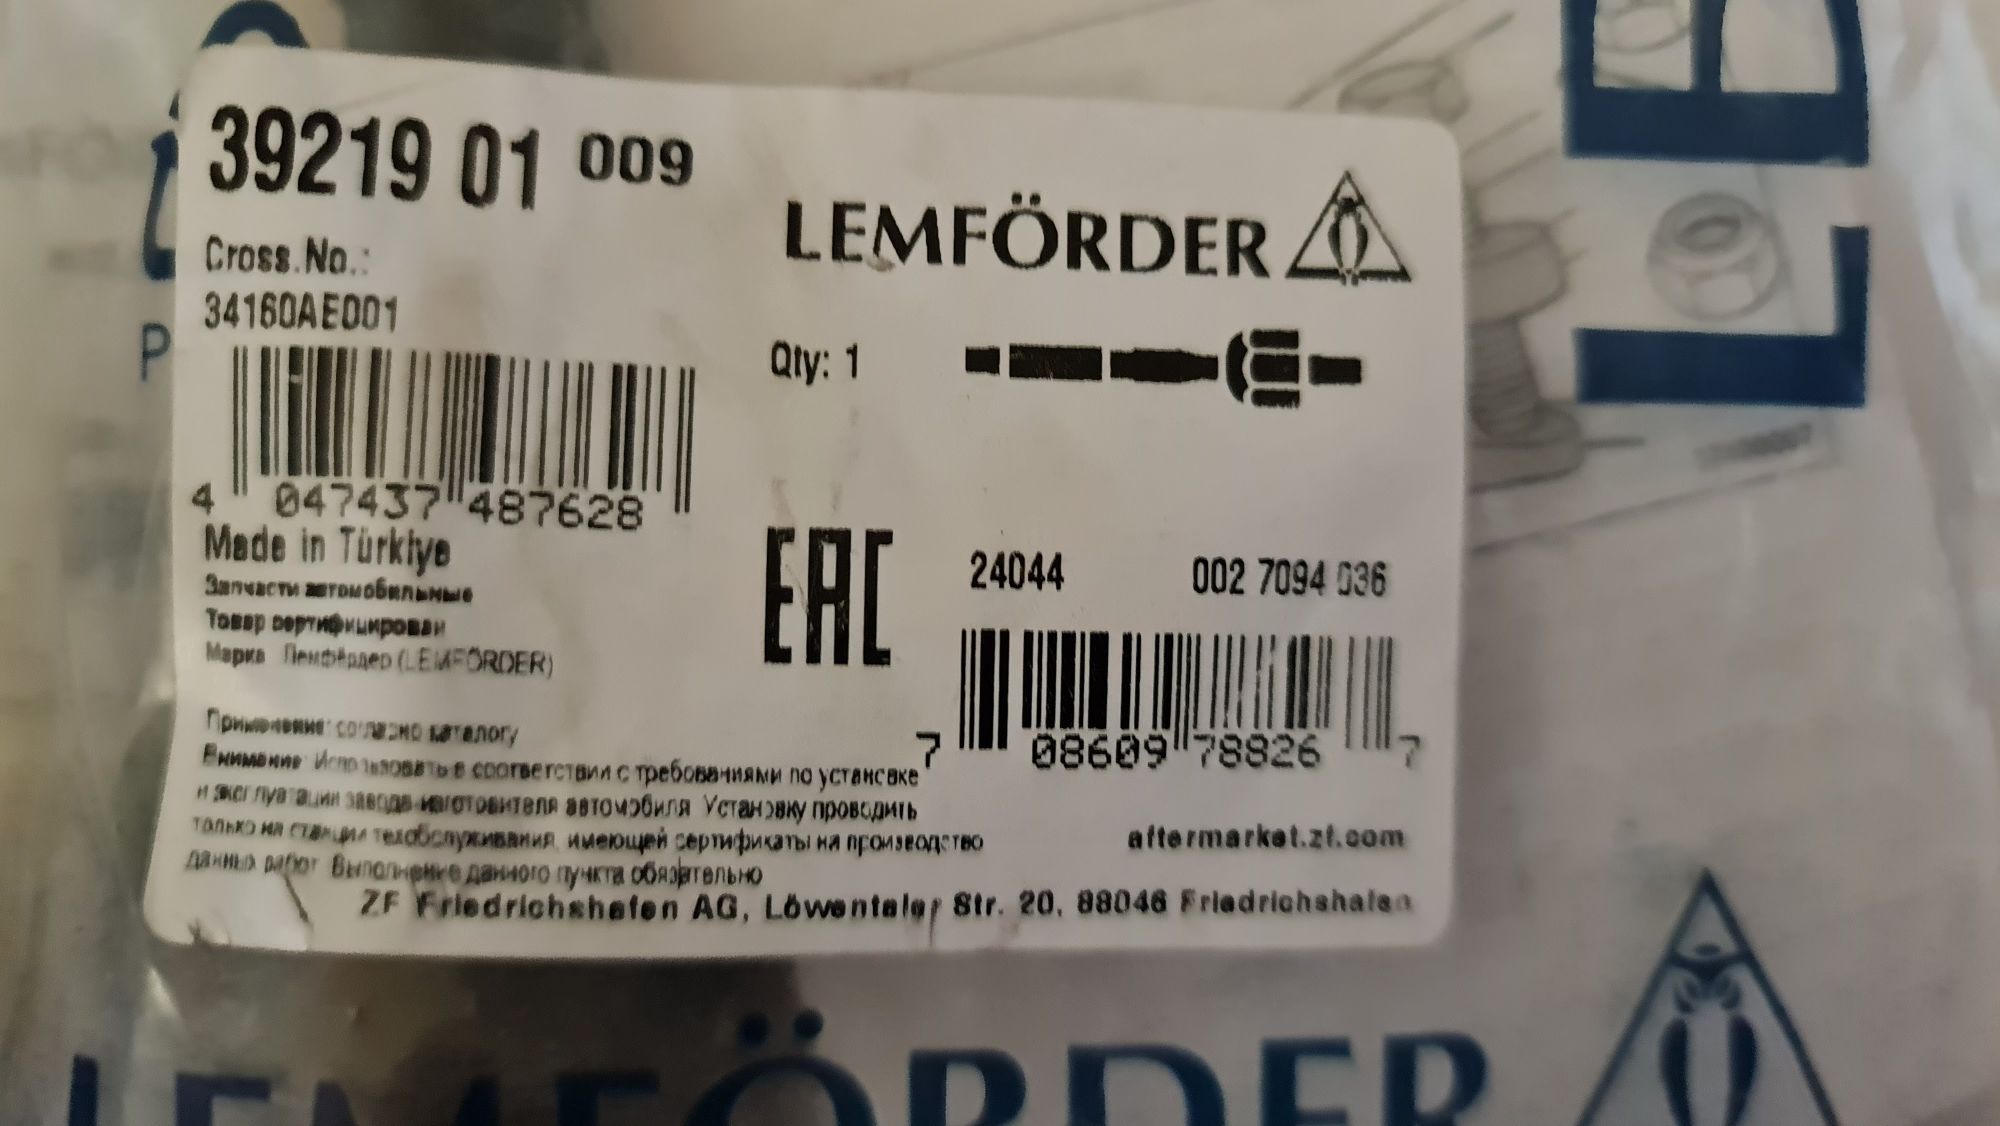 39219 01 009
LEMFÖRDER
Cross.No.:
34160AE001
Qty: 1
4 047437 487628
Made in Türkiye
Запчасти автомобильные
Товар сертифицирован
Марка Лемфёрдер (LEMFÖRDER)
EAC
24044 002 7094 036
7 08609 78826 7
Применение: согласно каталогу
Внимание: Использовать в соответствии с требованиями по установке
и эксплуатации завода-изготовителя автомобиля Установку проводить
только на станции техобслуживания, имеющей сертификаты на производство
данных работ Выполнение данного пункта обязательно
aftermarket.zf.com
ZF Friedrichshafen AG, Löwentaler Str. 20, 88046 Friedrichshafen
LEMFÖRDER